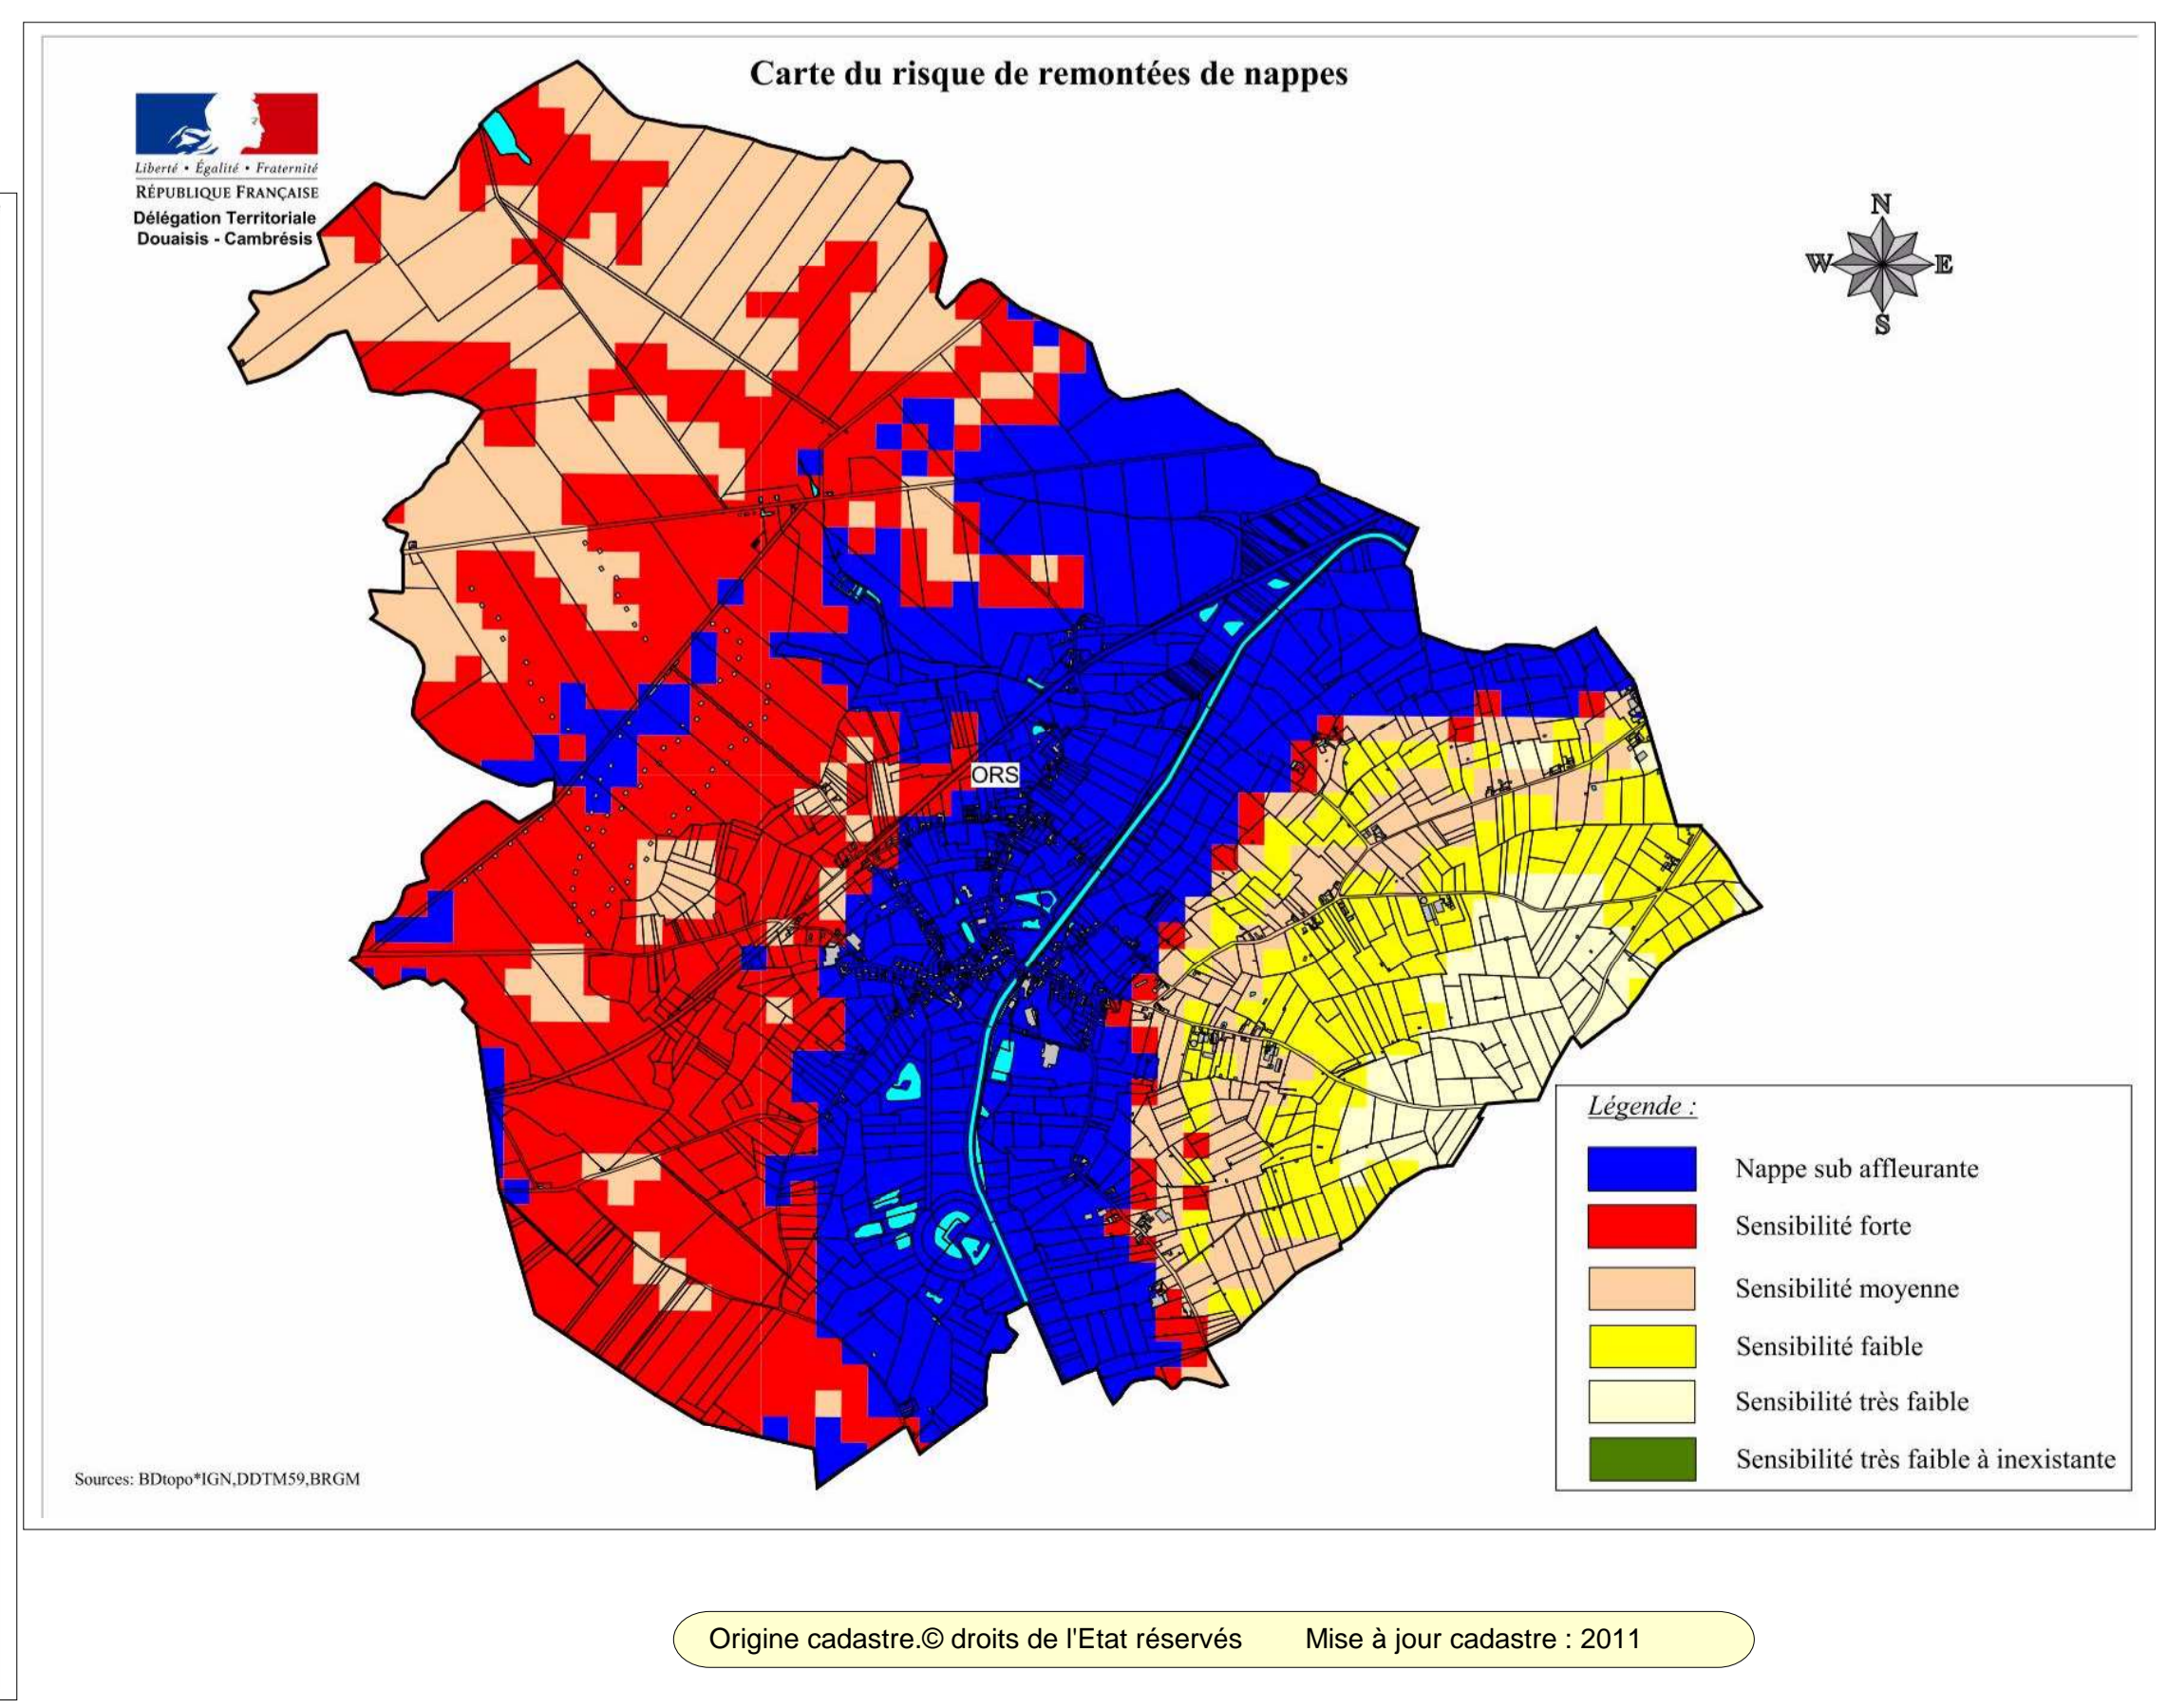 Carte du risque de remontées de nappes
Liberté • Égalité • Fraternité
RÉPUBLIQUE FRANÇAISE
Délégation Territoriale
Douaisis - Cambrésis
N
W
E
S
ORS
Légende :
Nappe sub affleurante
Sensibilité forte
Sensibilité moyenne
Sensibilité faible
Sensibilité très faible
Sensibilité très faible à inexistante
Sources: BDtopo*IGN,DDTM59,BRGM
Origine cadastre.© droits de l'Etat réservés Mise à jour cadastre : 2011